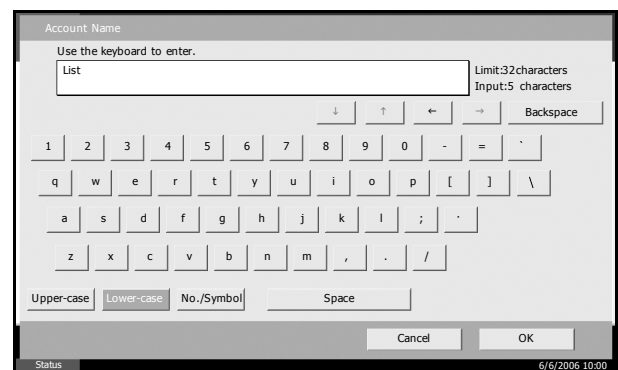 Account Name
Use the keyboard to enter.
List
Limit:32characters
Input:5 characters
↓ ↑ ← → Backspace
1 2 3 4 5 6 7 8 9 0 - = `
q w e r t y u i o p [ ] \
a s d f g h j k l ; '
z x c v b n m , . /
Upper-case Lower-case No./Symbol Space
Cancel OK
Status 6/6/2006 10:00